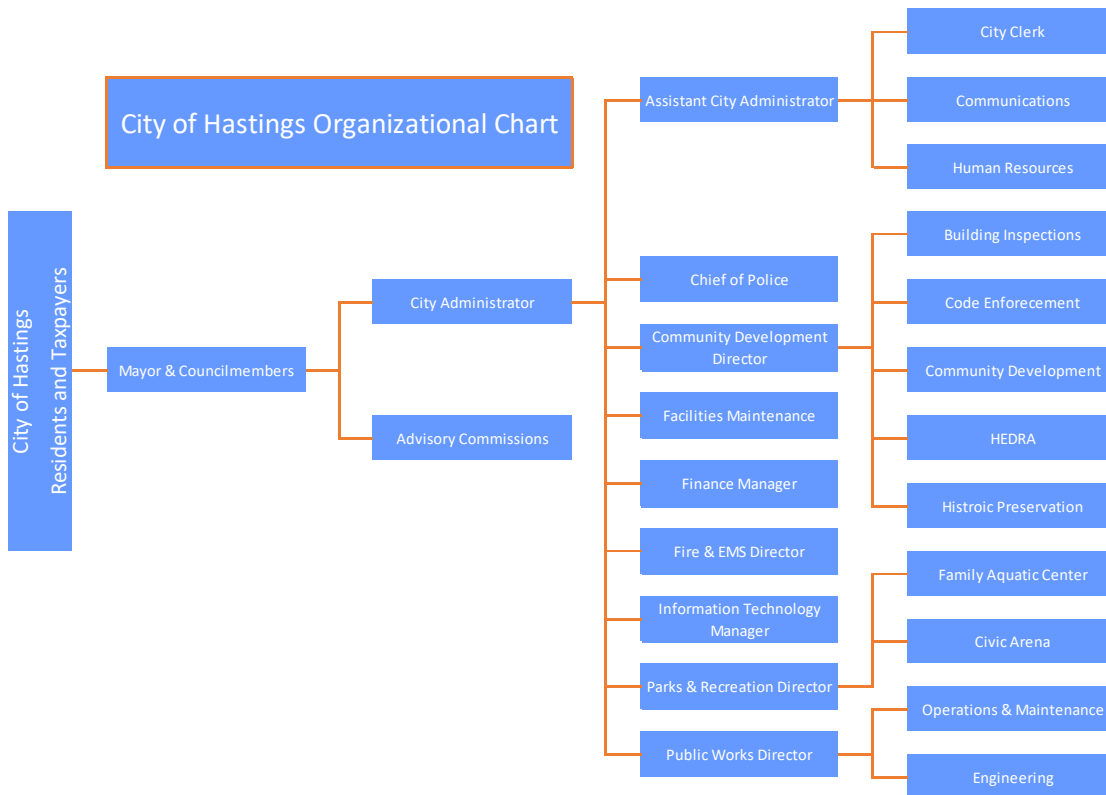 City of Hastings Organizational Chart
City of Hastings
Residents and Taxpayers
Mayor & Councilmembers
City Administrator
Advisory Commissions
Assistant City Administrator
City Clerk
Communications
Human Resources
Chief of Police
Community Development
Director
Building Inspections
Code Enforecement
Community Development
HEDRA
Histroic Preservation
Facilities Maintenance
Finance Manager
Fire & EMS Director
Information Technology
Manager
Parks & Recreation Director
Family Aquatic Center
Civic Arena
Public Works Director
Operations & Maintenance
Engineering